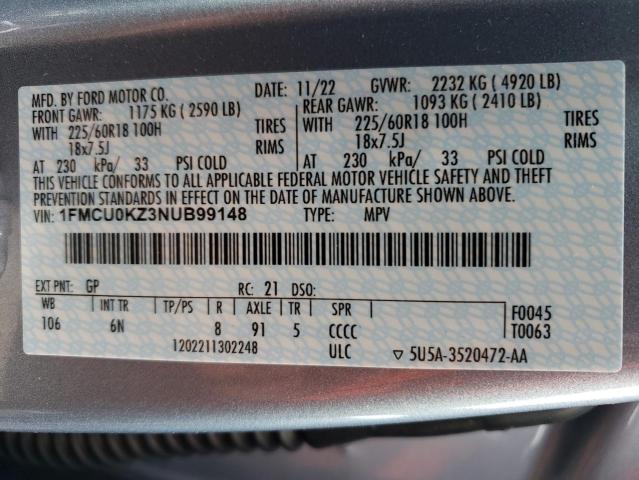 MFD. BY FORD MOTOR CO. DATE: 11/22 GVWR: 2232 KG ( 4920 LB)
FRONT GAWR: 1175 KG ( 2590 LB) REAR GAWR: 1093 KG ( 2410 LB)
WITH 225/60R18 100H TIRES WITH 225/60R18 100H TIRES
18x7.5J RIMS 18x7.5J RIMS
AT 230 kPa/ 33 PSI COLD AT 230 kPa/ 33 PSI COLD
THIS VEHICLE CONFORMS TO ALL APPLICABLE FEDERAL MOTOR VEHICLE SAFETY AND THEFT
PREVENTION STANDARDS IN EFFECT ON THE DATE OF MANUFACTURE SHOWN ABOVE.
VIN: 1FMCU0KZ3NUB99148 TYPE: MPV
EXT PNT: GP RC: 21 DSO:
WB INT TR TP/PS R AXLE TR SPR F0045
106 6N 8 91 5 CCCC T0063
1202211302248 ULC ▽ 5U5A-3520472-AA